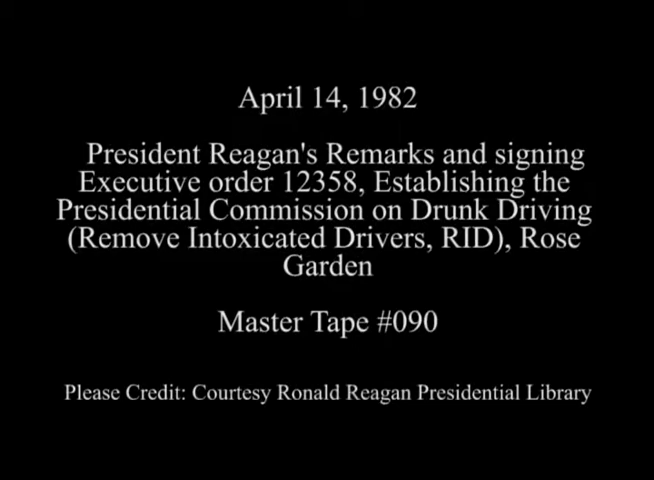 April 14, 1982
President Reagan's Remarks and signing
Executive order 12358, Establishing the
Presidential Commission on Drunk Driving
(Remove Intoxicated Drivers, RID), Rose
Garden
Master Tape #090
Please Credit: Courtesy Ronald Reagan Presidential Library